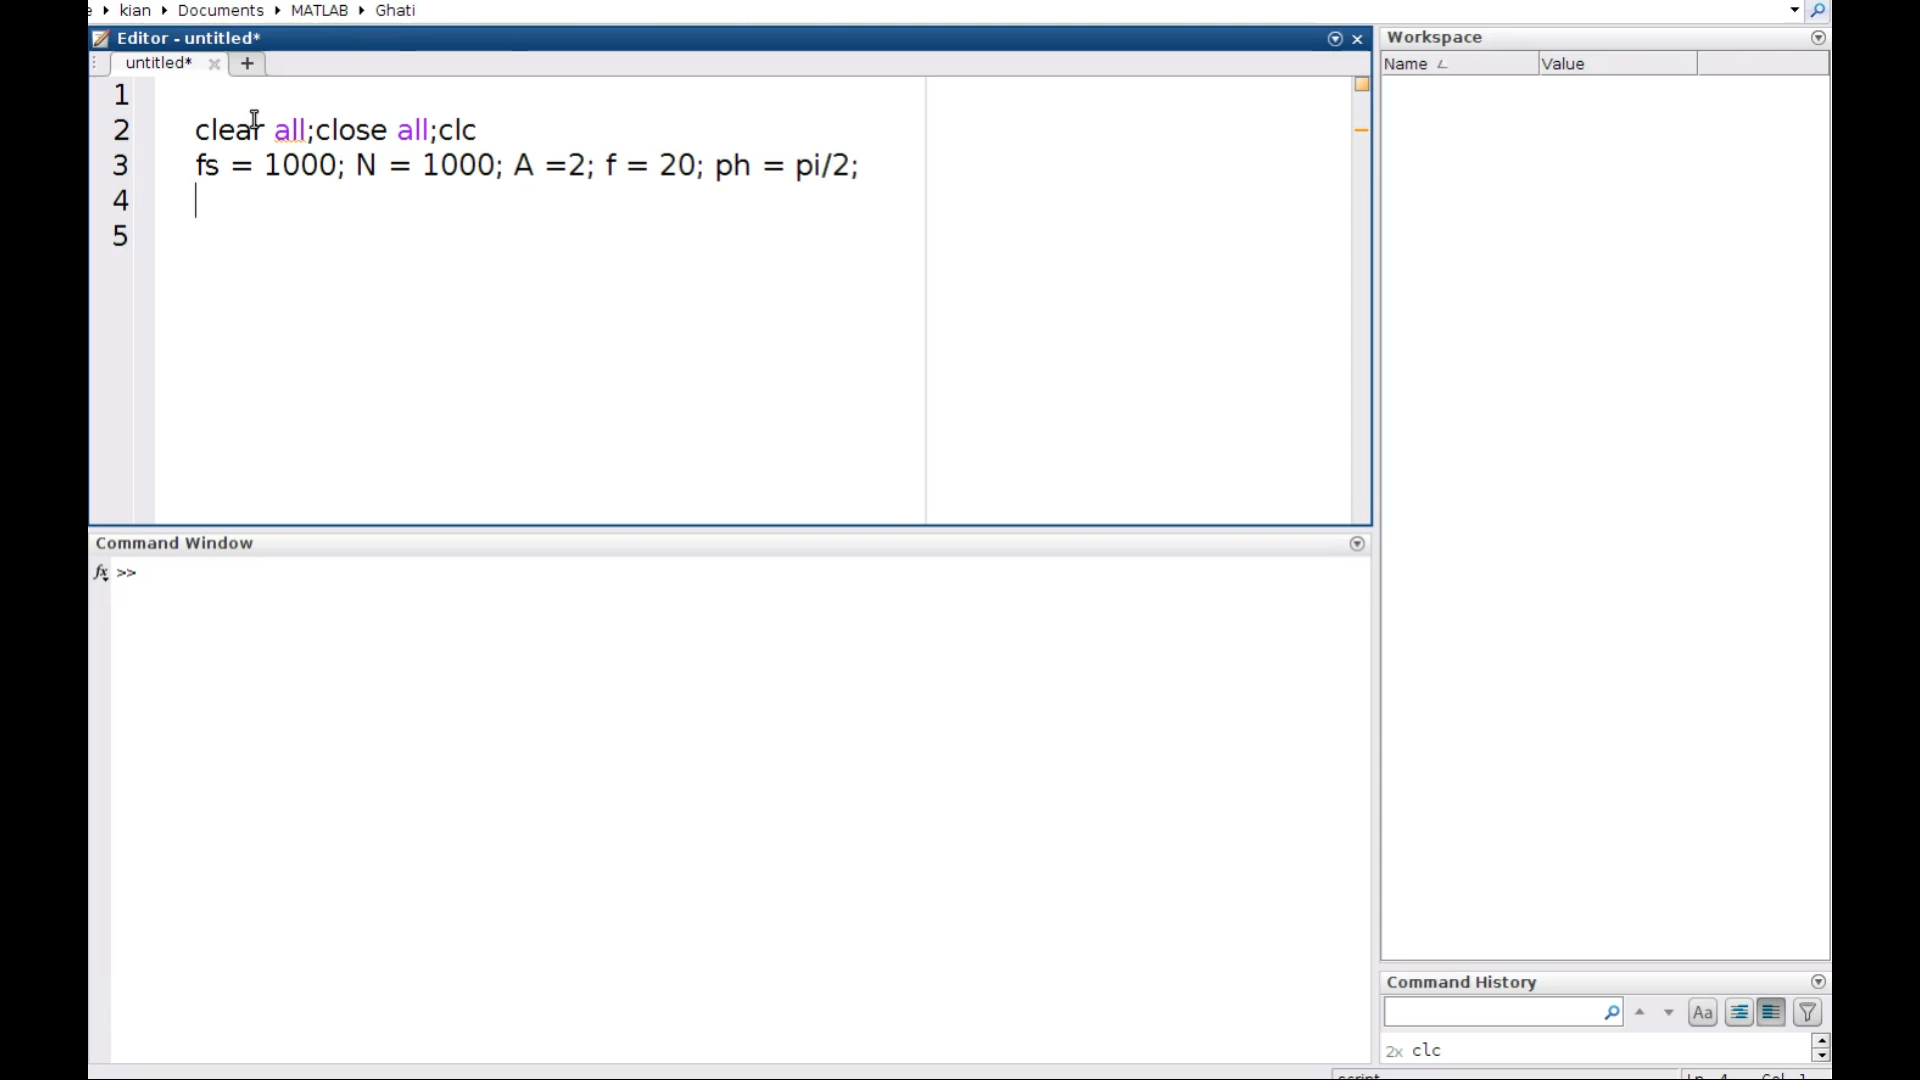 kian ▸ Documents ▸ MATLAB ▸ Ghati
Editor - untitled*
untitled*
1
2 clear all;close all;clc
3 fs = 1000; N = 1000; A =2; f = 20; ph = pi/2;
4
5
Command Window
fx >>
Workspace
Name Value
Command History
Aa
2x clc